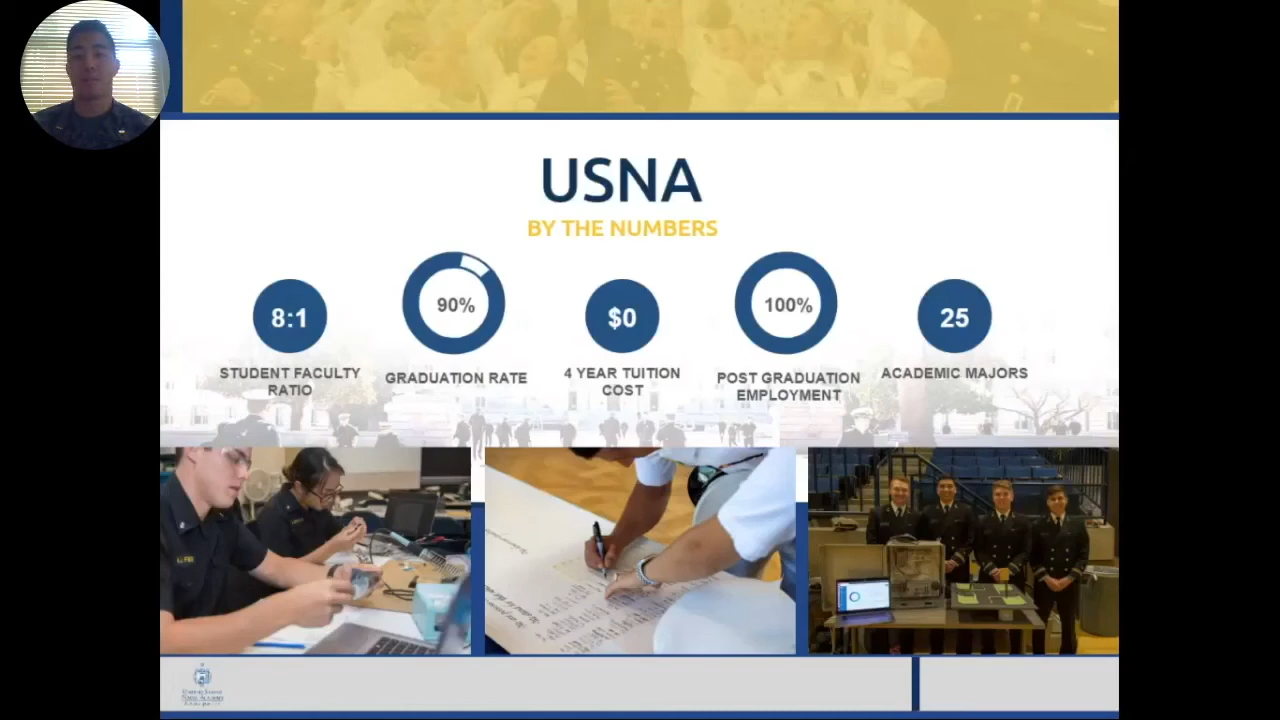 USNA
BY THE NUMBERS
8:1
90%
$0
100%
25
STUDENT FACULTY
RATIO
GRADUATION RATE
4 YEAR TUITION
COST
POST GRADUATION
EMPLOYMENT
ACADEMIC MAJORS